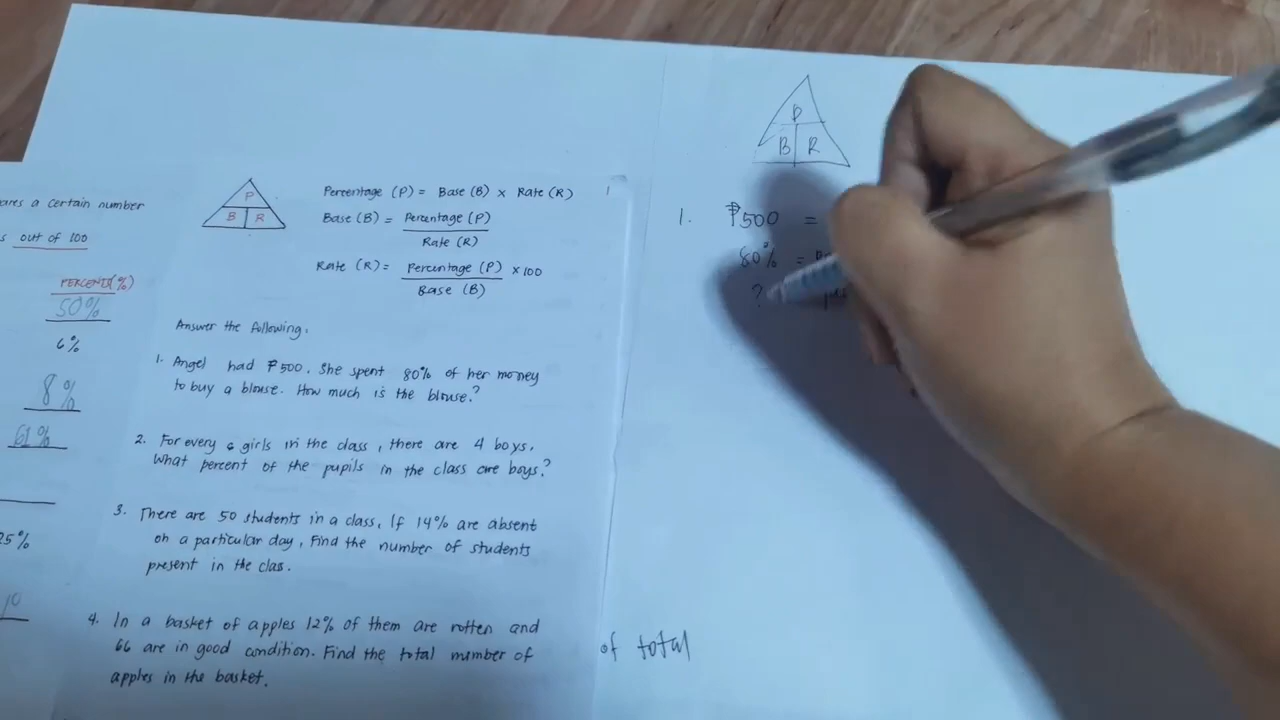 ares a certain number
s out of 100
PERCENTS(%)
50%
6%
8%
61%
25%
10
P
B R
Percentage (P) = Base (B) × Rate (R)
Base (B) = Percentage (P)
Rate (R)
Rate (R) = Percentage (P) × 100
Base (B)
Answer the following.
1. Angel had ₱500. She spent 80% of her money
to buy a blouse. How much is the blouse?
2. For every 6 girls in the class, there are 4 boys.
What percent of the pupils in the class are boys?
3. There are 50 students in a class, If 14% are absent
on a particular day, Find the number of students
present in the class.
4. In a basket of apples 12% of them are rotten and
66 are in good condition. Find the total number of
apples in the basket.
of total
P
B R
1. ₱500 =
80% =
?